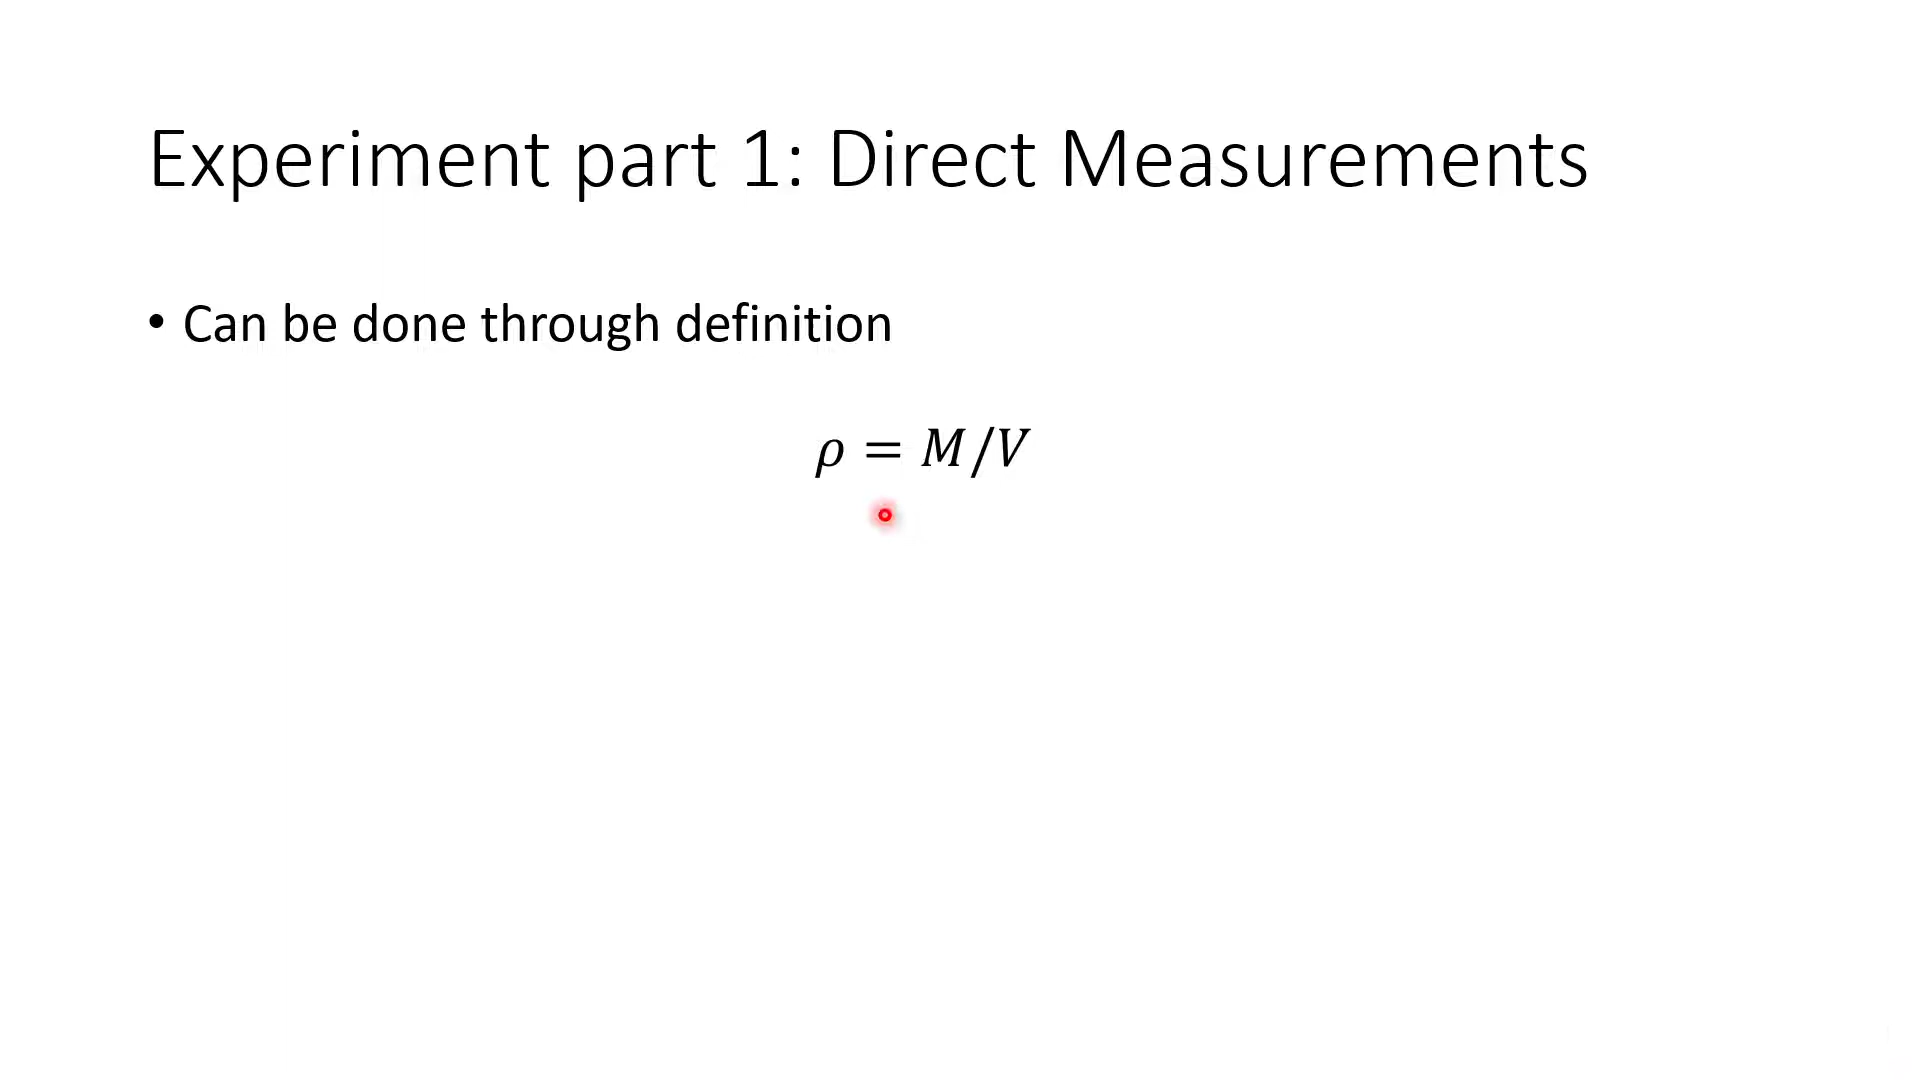 Experiment part 1: Direct Measurements
• Can be done through definition
ρ = M/V